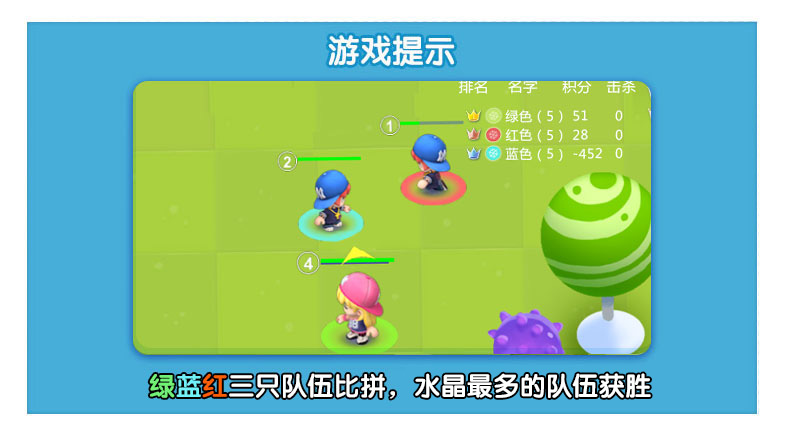 游戏提示
排名 名字 积分 击杀
绿色（5） 51 0
红色（5） 28 0
蓝色（5） -452 0
1
2
4
绿蓝红三只队伍比拼，水晶最多的队伍获胜